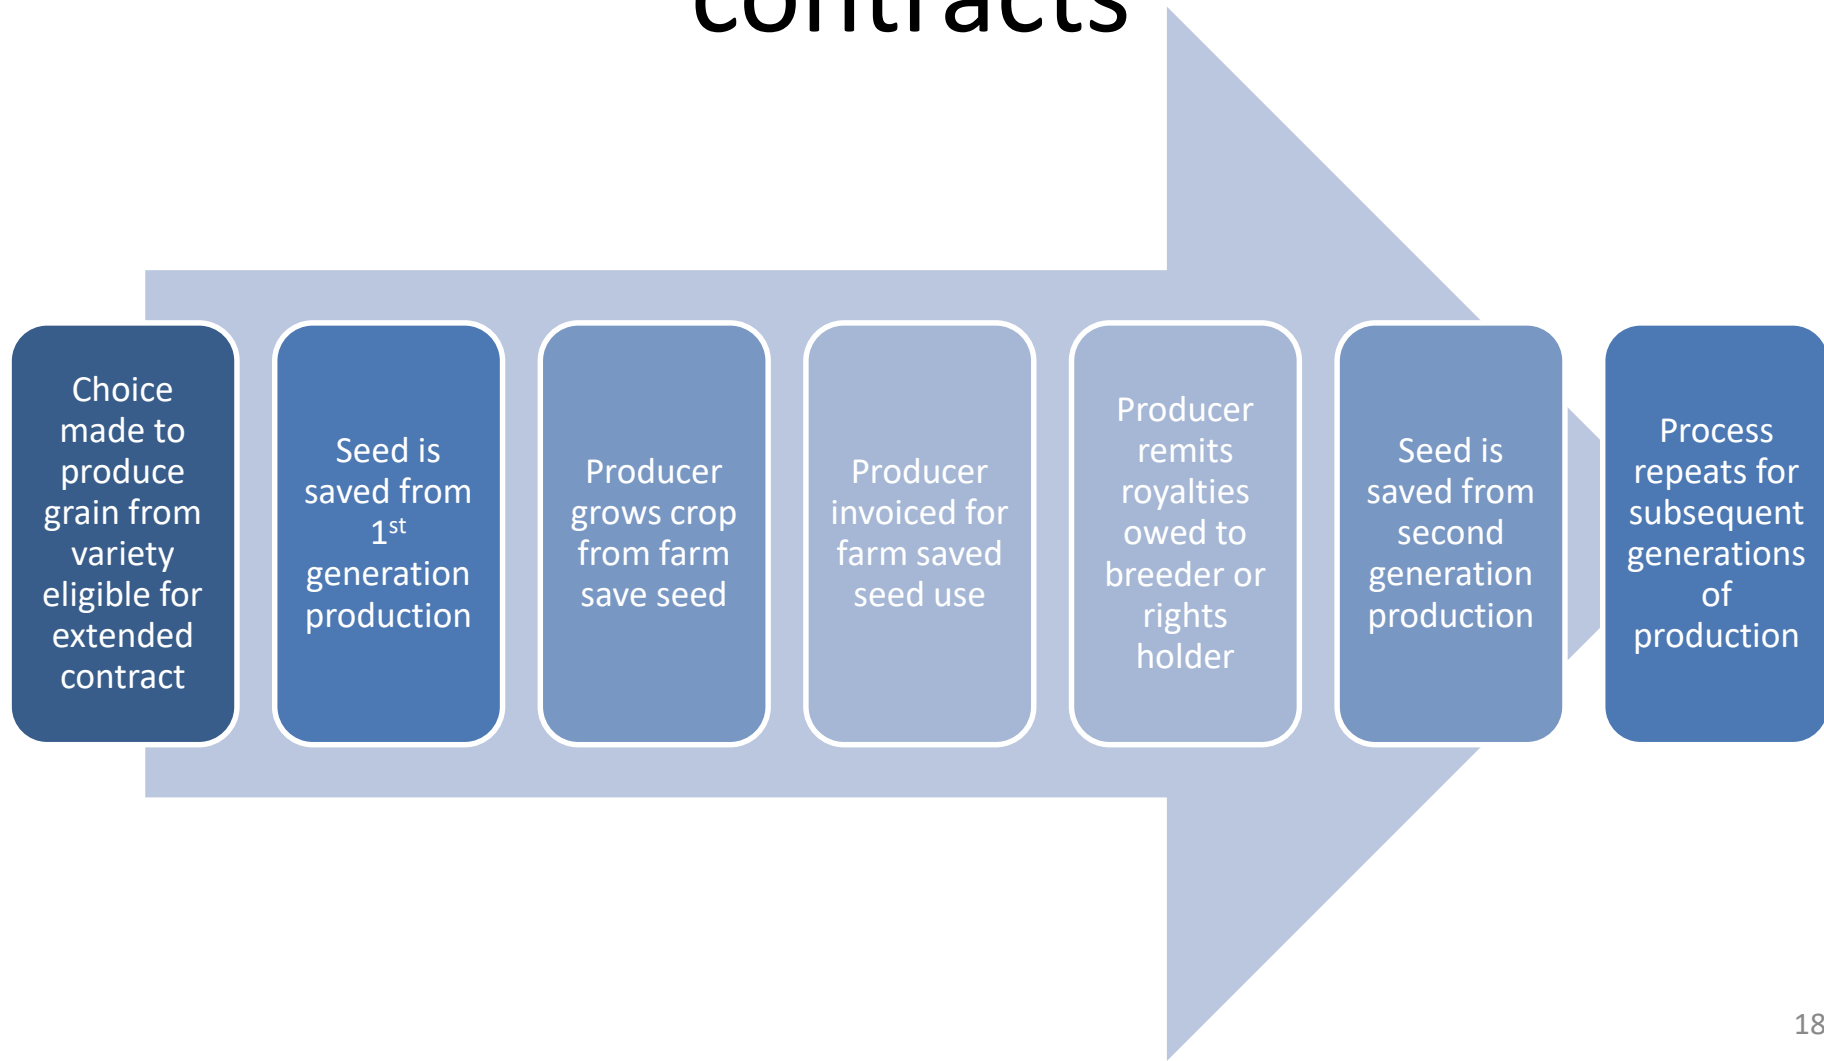 contracts
Choice
made to
produce
grain from
variety
eligible for
extended
contract
Seed is
saved from
1st
generation
production
Producer
grows crop
from farm
save seed
Producer
invoiced for
farm saved
seed use
Producer
remits
royalties
owed to
breeder or
rights
holder
Seed is
saved from
second
generation
production
Process
repeats for
subsequent
generations
of
production
18